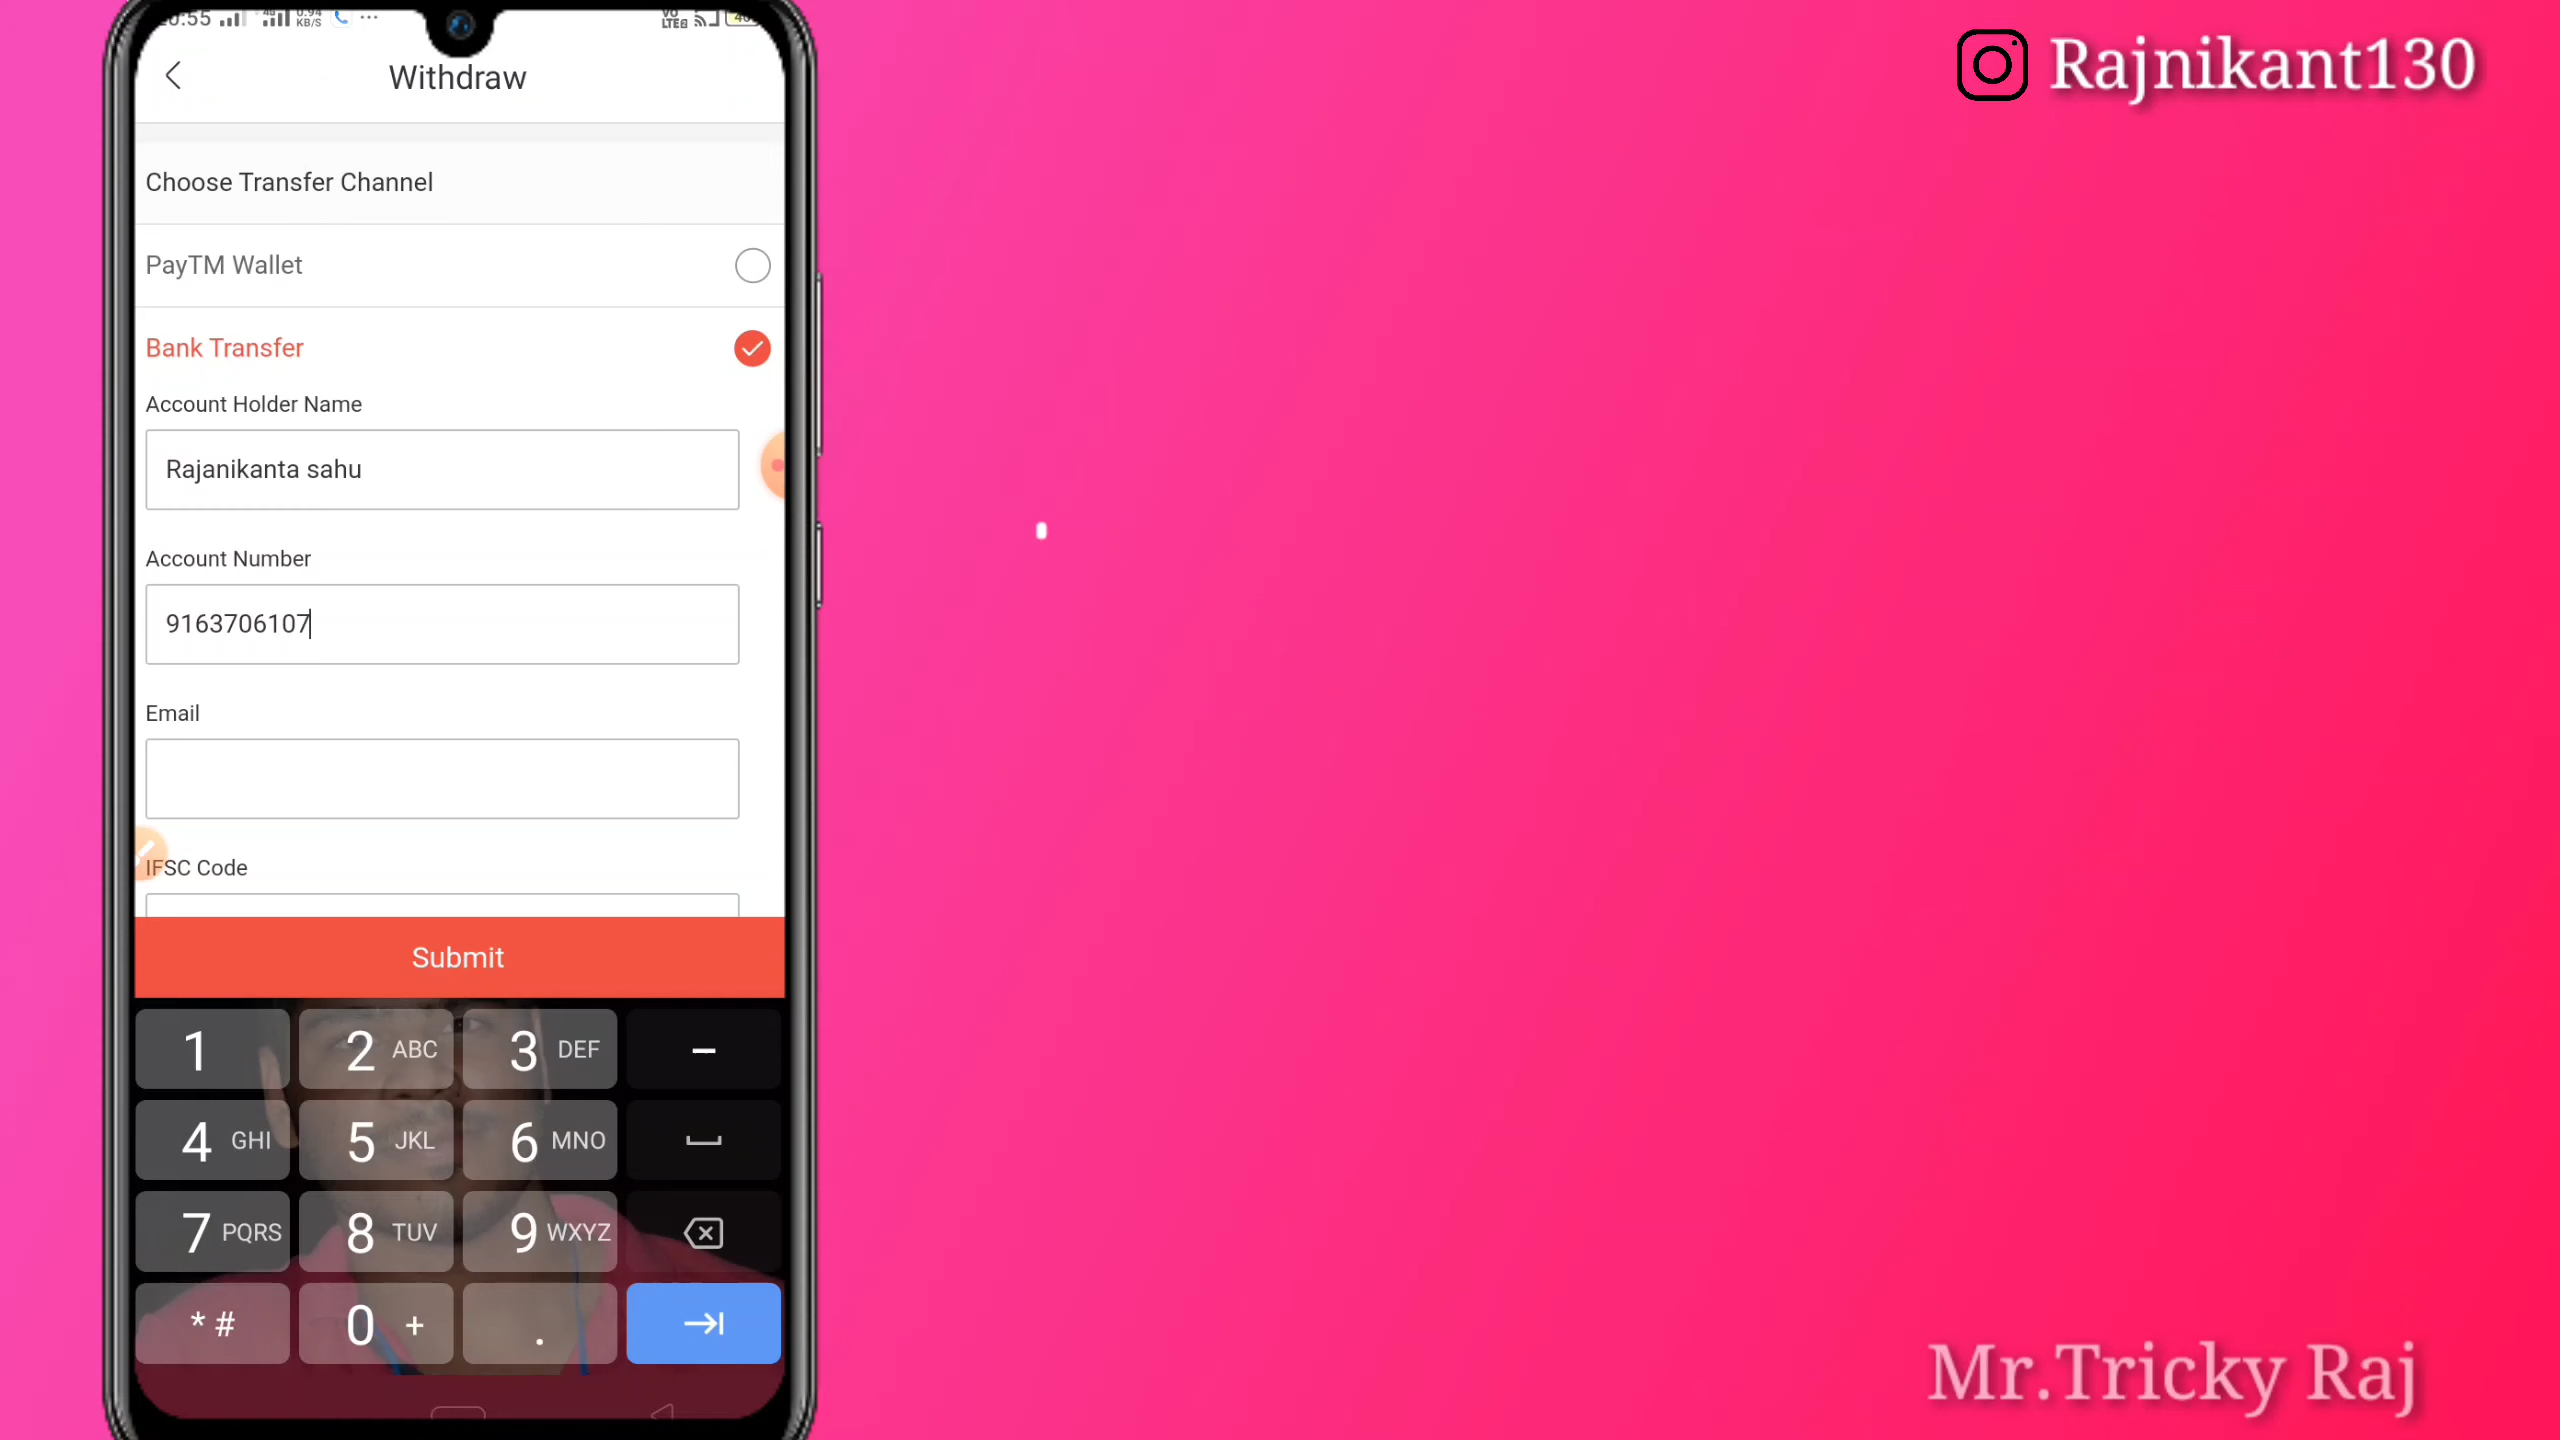 Rajnikant130
Withdraw
Choose Transfer Channel
PayTM Wallet
Bank Transfer
Account Holder Name
Rajanikanta sahu
Account Number
9163706107
Email
IFSC Code
Submit
1 2 ABC 3 DEF –
4 GHI 5 JKL 6 MNO
7 PQRS 8 TUV 9 WXYZ
* # 0 + .
Mr.Tricky Raj